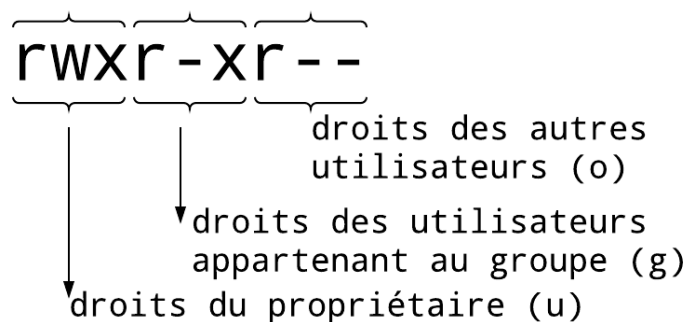 rwxr-xr--
droits des autres
utilisateurs (o)
droits des utilisateurs
appartenant au groupe (g)
droits du propriétaire (u)